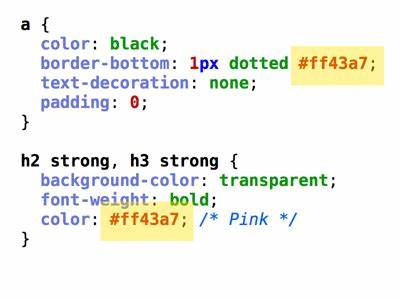 a {
  color: black;
  border-bottom: 1px dotted #ff43a7;
  text-decoration: none;
  padding: 0;
}

h2 strong, h3 strong {
  background-color: transparent;
  font-weight: bold;
  color: #ff43a7; /* Pink */
}